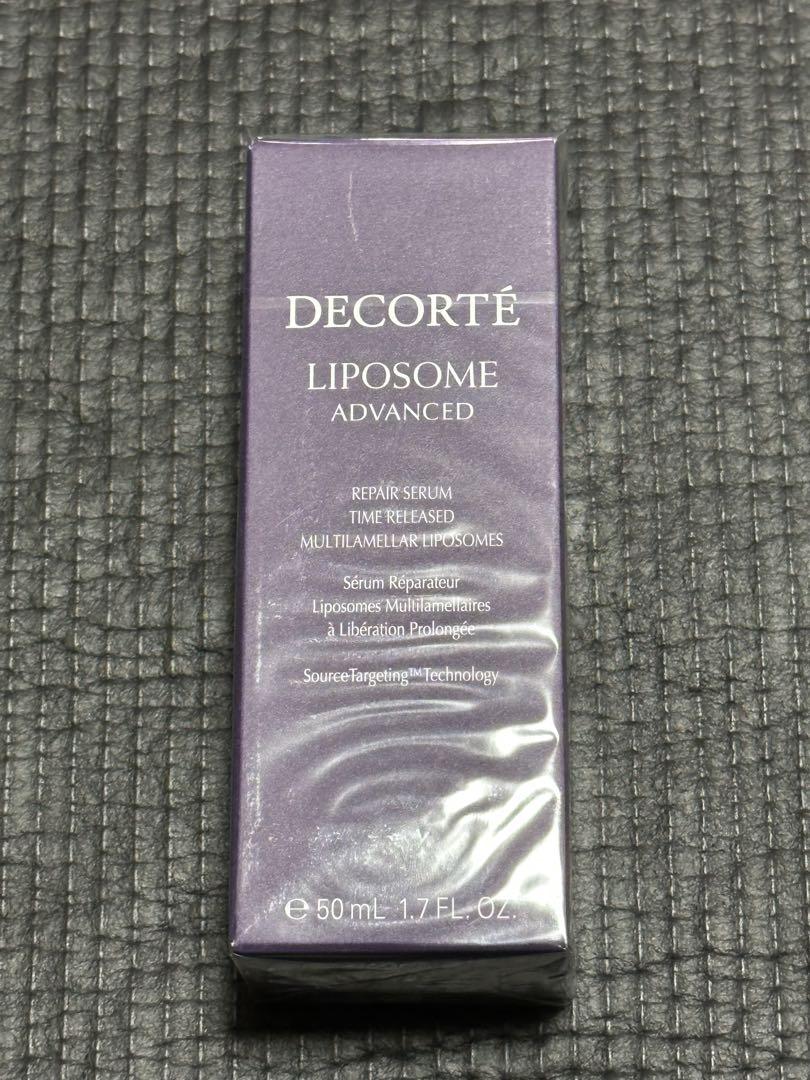 DECORTÉ
LIPOSOME
ADVANCED
REPAIR SERUM
TIME RELEASED
MULTILAMELLAR LIPOSOMES
Sérum Réparateur
Liposomes Multilamellaires
à Libération Prolongée
SourceTargeting™ Technology
℮ 50 mL 1.7 FL. OZ.